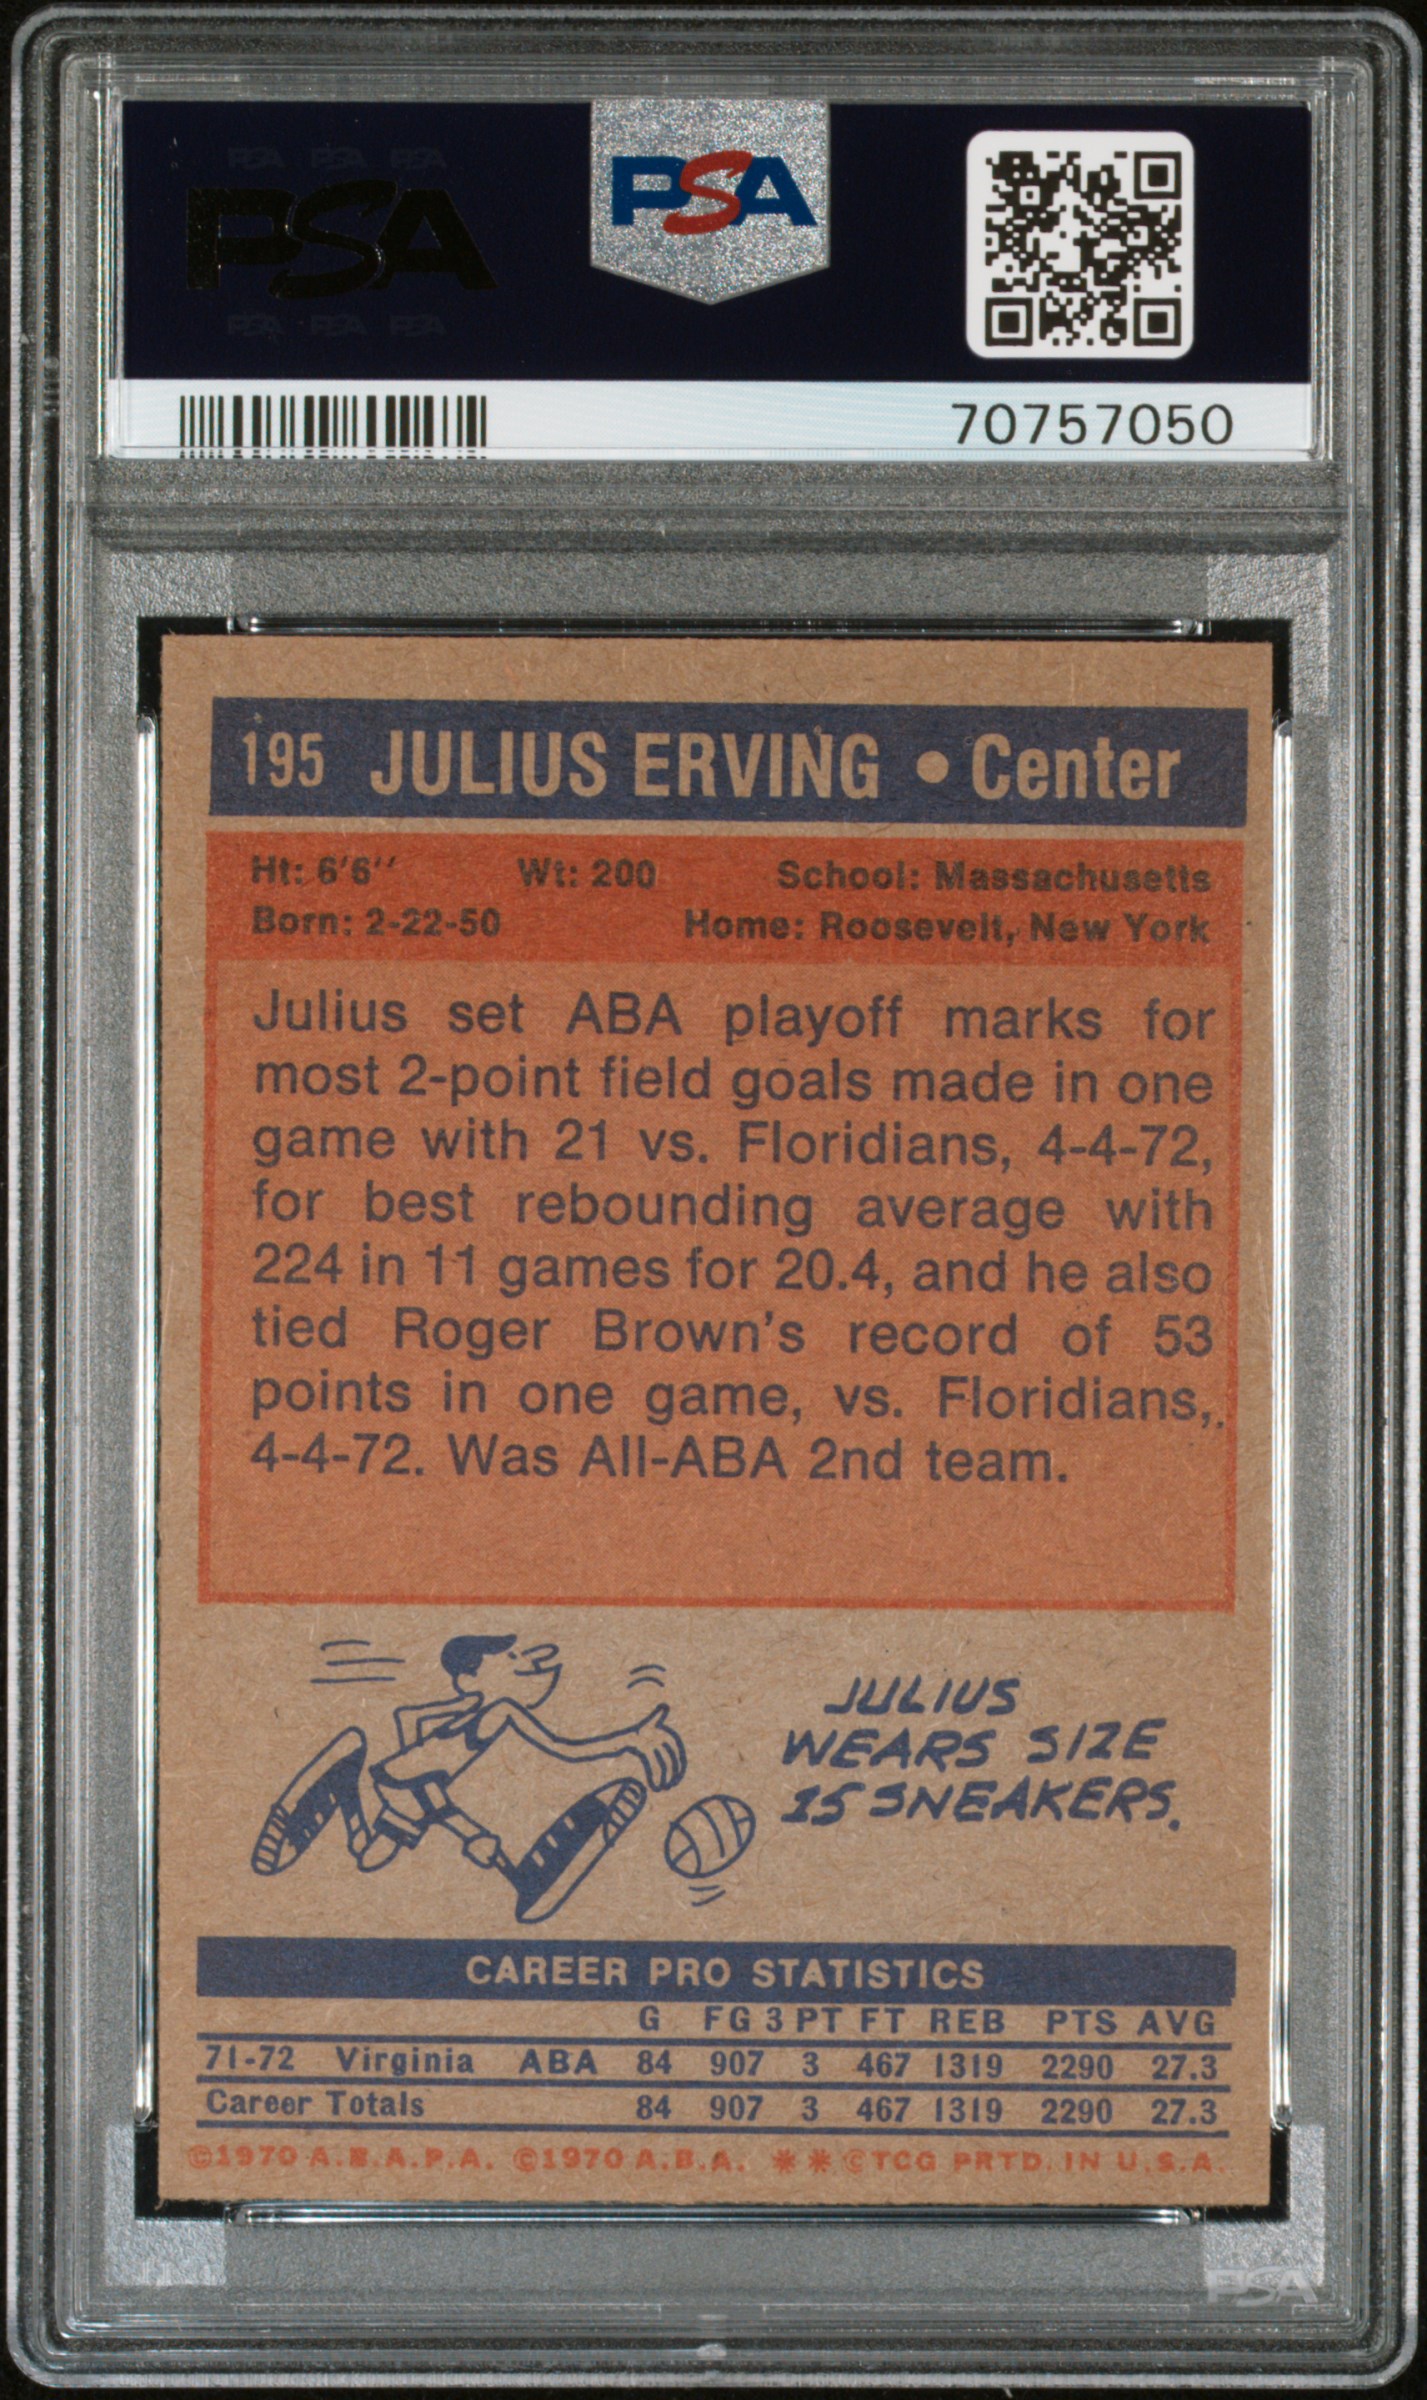 PSA PSA PSA
PSA
PSA
PSA PSA PSA
70757050
195 JULIUS ERVING • Center
Ht: 6'6'' Wt: 200 School: Massachusetts
Born: 2-22-50 Home: Roosevelt, New York
Julius set ABA playoff marks for
most 2-point field goals made in one
game with 21 vs. Floridians, 4-4-72,
for best rebounding average with
224 in 11 games for 20.4, and he also
tied Roger Brown's record of 53
points in one game, vs. Floridians,.
4-4-72. Was All-ABA 2nd team.
JULIUS
WEARS SIZE
15 SNEAKERS.
CAREER PRO STATISTICS
G FG 3 PT FT REB PTS AVG
71-72 Virginia ABA 84 907 3 467 1319 2290 27.3
Career Totals 84 907 3 467 1319 2290 27.3
©1970 A.B.A.P.A. ©1970 A.B.A. ** ©TCG PRTD. IN U.S.A.
PSA